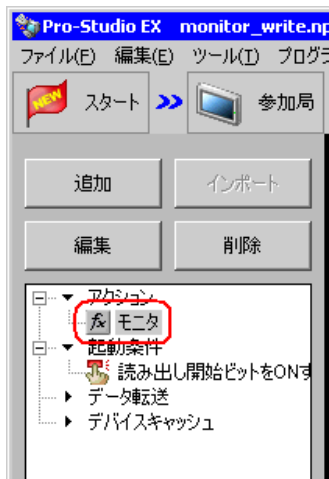 Pro-Studio EX monitor_write.np
ファイル(F) 編集(E) ツール(T) プログラ
NEW スタート 参加局
追加 インポート
編集 削除
アクション
fx モニタ
起動条件
読み出し開始ビットをONす
データ転送
デバイスキャッシュ